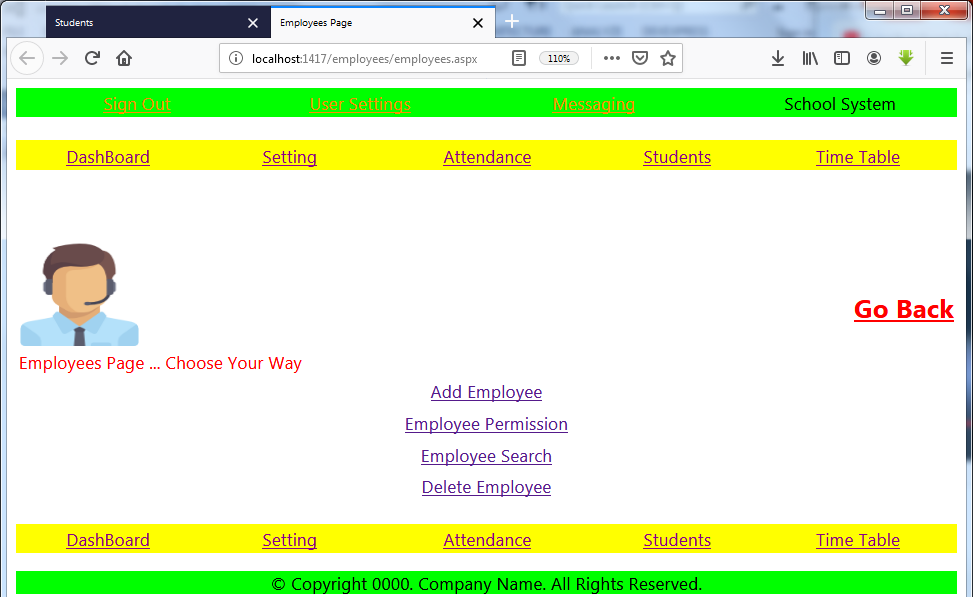 Students Employees Page
localhost:1417/employees/employees.aspx 110%
Sign Out User Settings Messaging School System
DashBoard Setting Attendance Students Time Table
Go Back
Employees Page ... Choose Your Way
Add Employee
Employee Permission
Employee Search
Delete Employee
DashBoard Setting Attendance Students Time Table
© Copyright 0000. Company Name. All Rights Reserved.